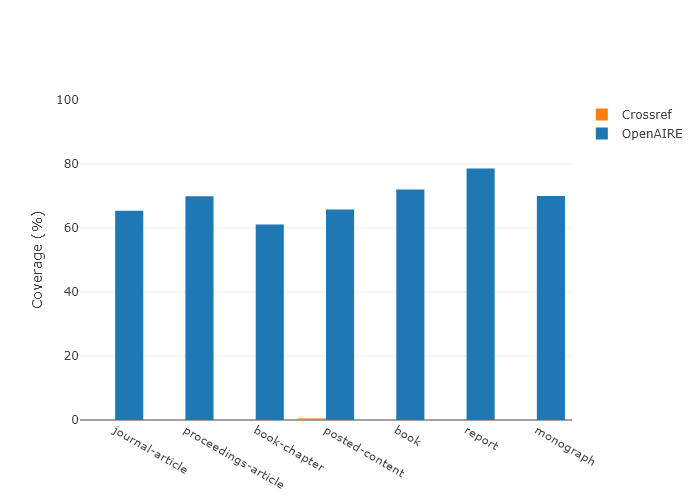 100
80
60
40
20
0
Coverage (%)
journal-article
proceedings-article
book-chapter
posted-content
book
report
monograph
Crossref
OpenAIRE